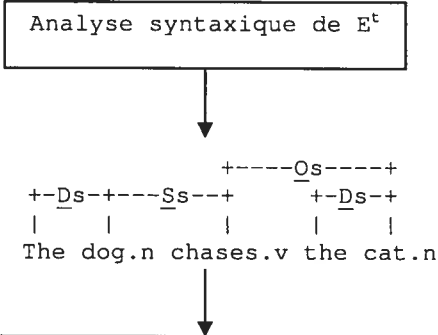 Analyse syntaxique de Eᵗ
+-----Os----+
+-Ds-+---Ss--+ +-Ds-+
| | | | |
The dog.n chases.v the cat.n